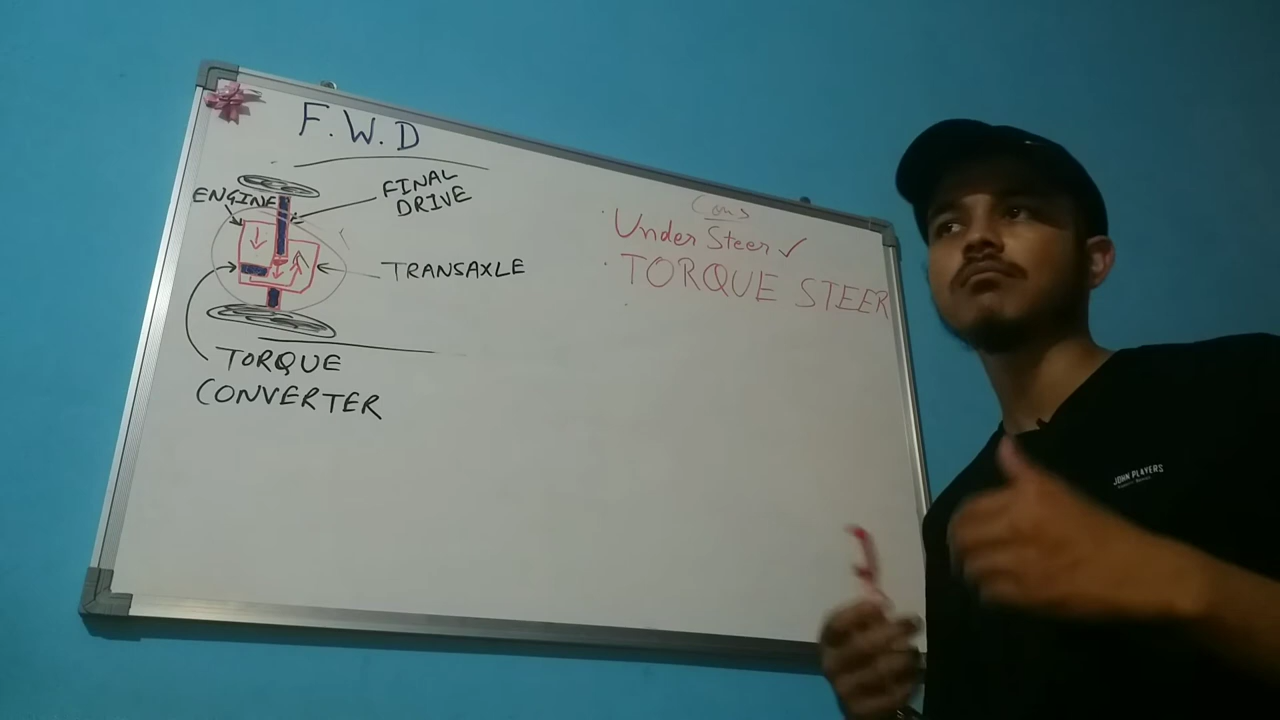 F.W.D
ENGINE
FINAL
DRIVE
TRANSAXLE
TORQUE
CONVERTER
Cons
Under Steer ✓
TORQUE STEER
JOHN PLAYERS